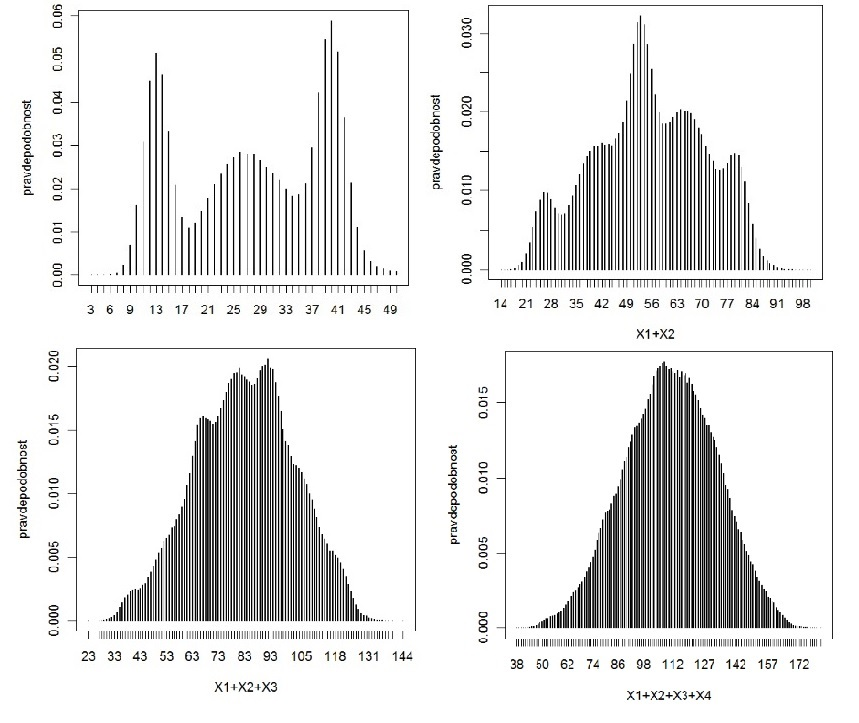 pravdepodobnost
0.00 0.01 0.02 0.03 0.04 0.05 0.06
3 6 9 13 17 21 25 29 33 37 41 45 49
pravdepodobnost
0.000 0.010 0.020 0.030
14 21 28 35 42 49 56 63 70 77 84 91 98
X1+X2
pravdepodobnost
0.000 0.005 0.010 0.015 0.020
23 33 43 53 63 73 83 93 105 118 131 144
X1+X2+X3
pravdepodobnost
0.000 0.005 0.010 0.015
38 50 62 74 86 98 112 127 142 157 172
X1+X2+X3+X4